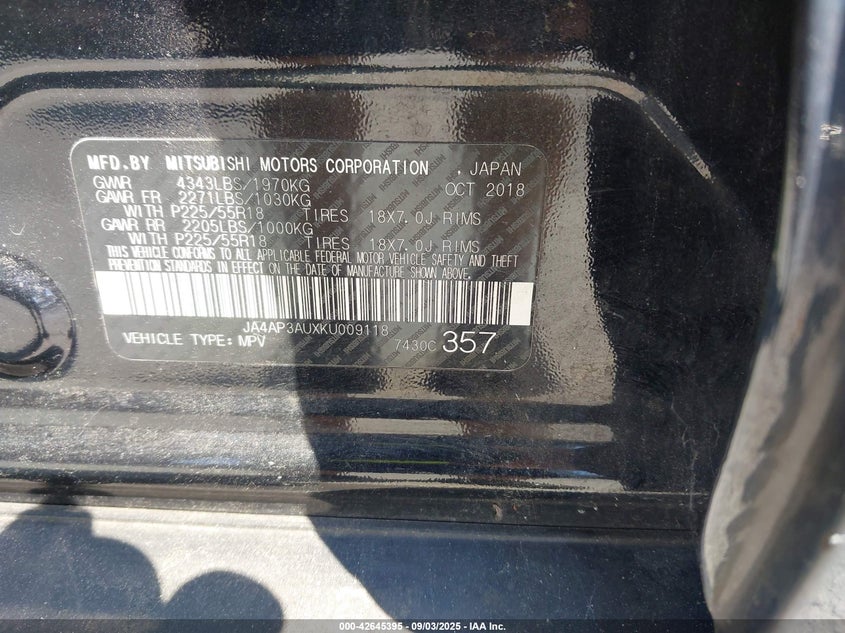 MFD.BY MITSUBISHI MOTORS CORPORATION , JAPAN
GVWR 4343LBS/1970KG OCT 2018
GAWR FR 2271LBS/1030KG
WITH P225/55R18 TIRES 18X7.0J RIMS
GAWR RR 2205LBS/1000KG
WITH P225/55R18 TIRES 18X7.0J RIMS
THIS VEHICLE CONFORMS TO ALL APPLICABLE FEDERAL MOTOR VEHICLE SAFETY AND THEFT
PREVENTION STANDARDS IN EFFECT ON THE DATE OF MANUFACTURE SHOWN ABOVE.
JA4AP3AUXKU009118
VEHICLE TYPE: MPV 7430C 357
000-42645395 - 09/03/2025 - IAA Inc.